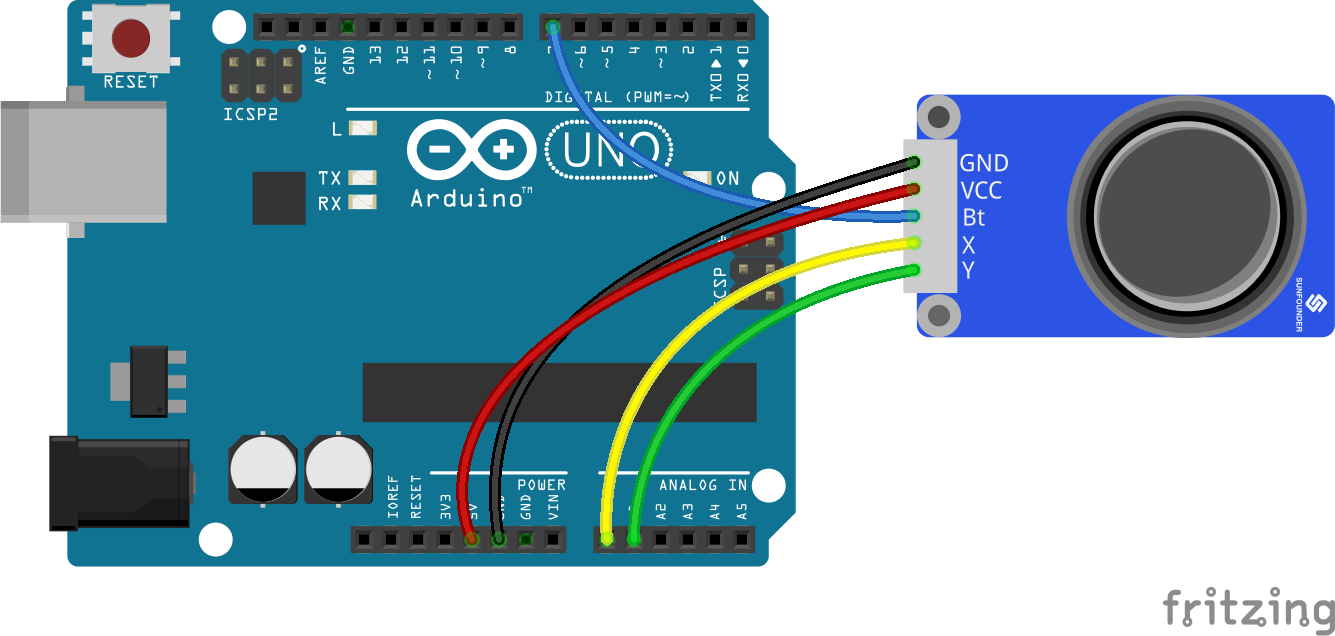 RESET
ICSP2
AREF
GND
13
12
~11
~10
~9
8
7
~6
~5
4
~3
2
TX0▶1
RX0◀0
DIGITAL (PWM=~)
L
TX
RX
UNO
Arduino™
ON
GND
VCC
Bt
X
Y
SUNFOUNDER
IOREF
RESET
3V3
5V
GND
GND
VIN
POWER
ANALOG IN
A2
A3
A4
A5
fritzing